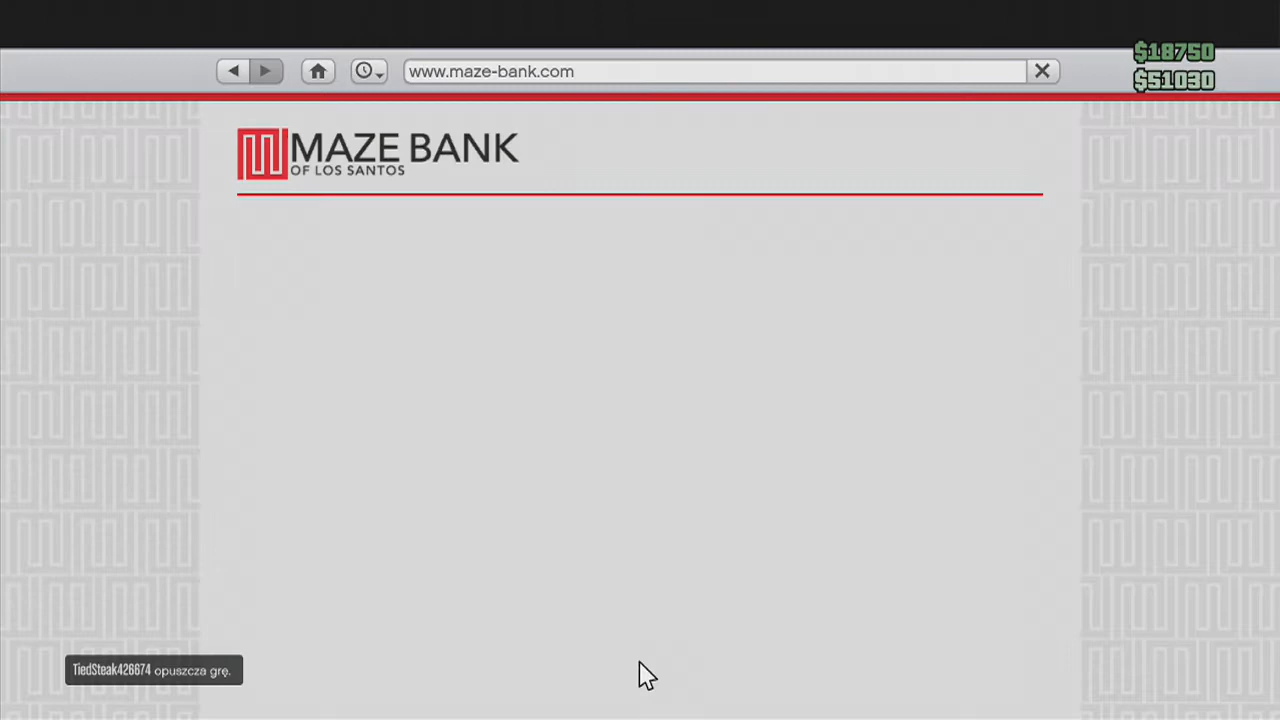 $18750
www.maze-bank.com
$51030
MAZE BANK
OF LOS SANTOS
TiedSteak426674 opuszcza grę.